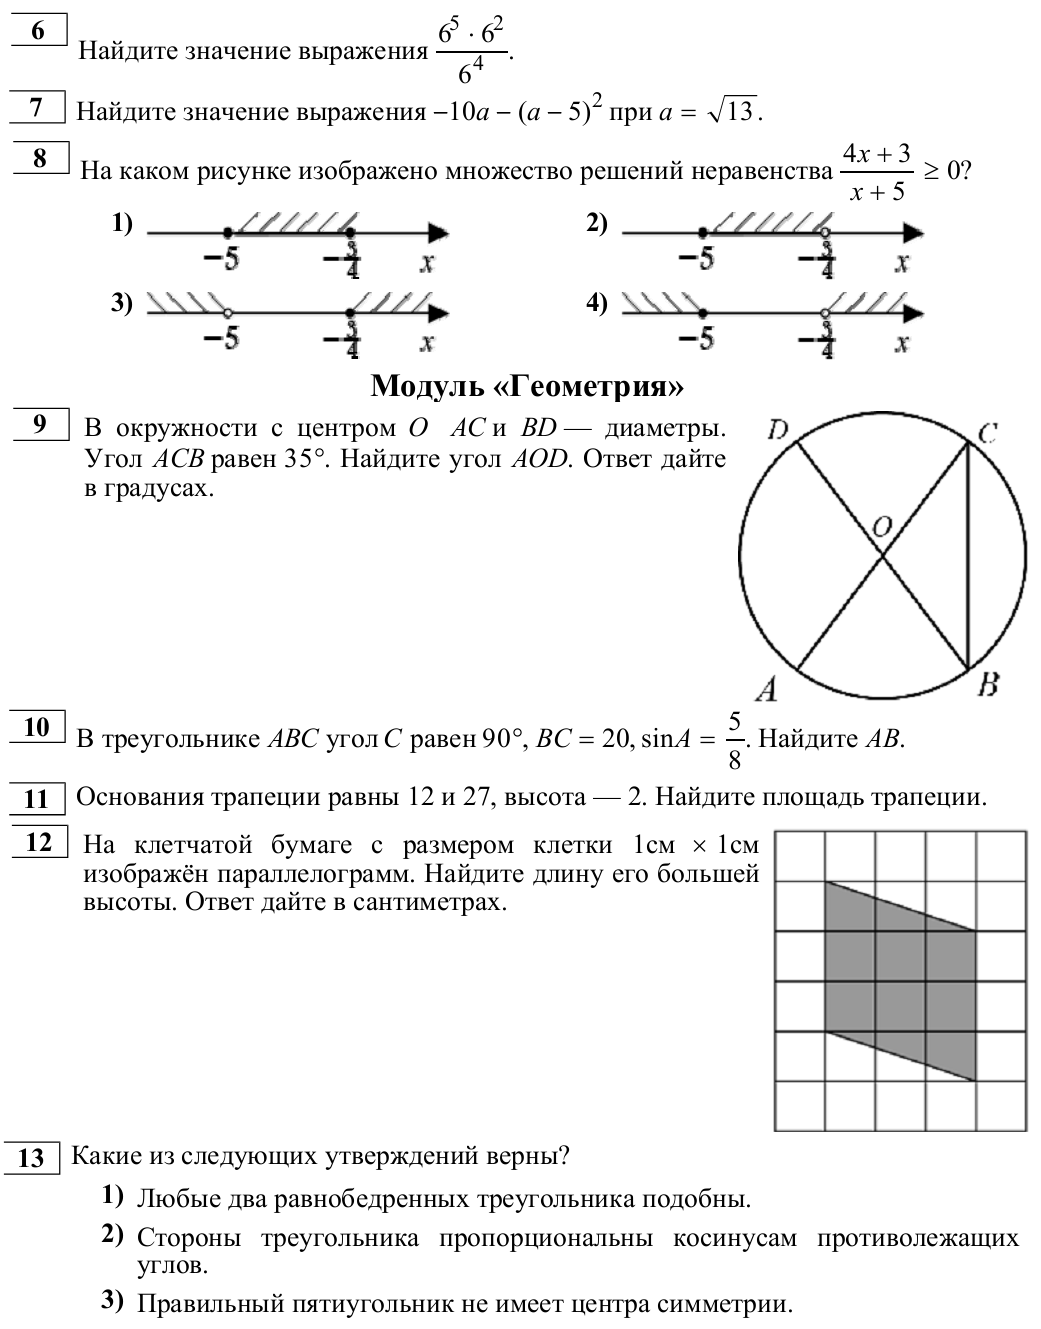 6 Найдите значение выражения (6^5 · 6^2)/6^4.
7 Найдите значение выражения −10a − (a − 5)^2 при a = √13.
8 На каком рисунке изображено множество решений неравенства (4x + 3)/(x + 5) ≥ 0?
1) −5 −3/4 x 2) −5 −3/4 x
3) −5 −3/4 x 4) −5 −3/4 x
Модуль «Геометрия»
9 В окружности с центром O AC и BD — диаметры.
Угол ACB равен 35°. Найдите угол AOD. Ответ дайте
в градусах.
D C
O
A B
10 В треугольнике ABC угол C равен 90°, BC = 20, sinA = 5/8. Найдите AB.
11 Основания трапеции равны 12 и 27, высота — 2. Найдите площадь трапеции.
12 На клетчатой бумаге с размером клетки 1см × 1см
изображён параллелограмм. Найдите длину его большей
высоты. Ответ дайте в сантиметрах.
13 Какие из следующих утверждений верны?
1) Любые два равнобедренных треугольника подобны.
2) Стороны треугольника пропорциональны косинусам противолежащих
углов.
3) Правильный пятиугольник не имеет центра симметрии.